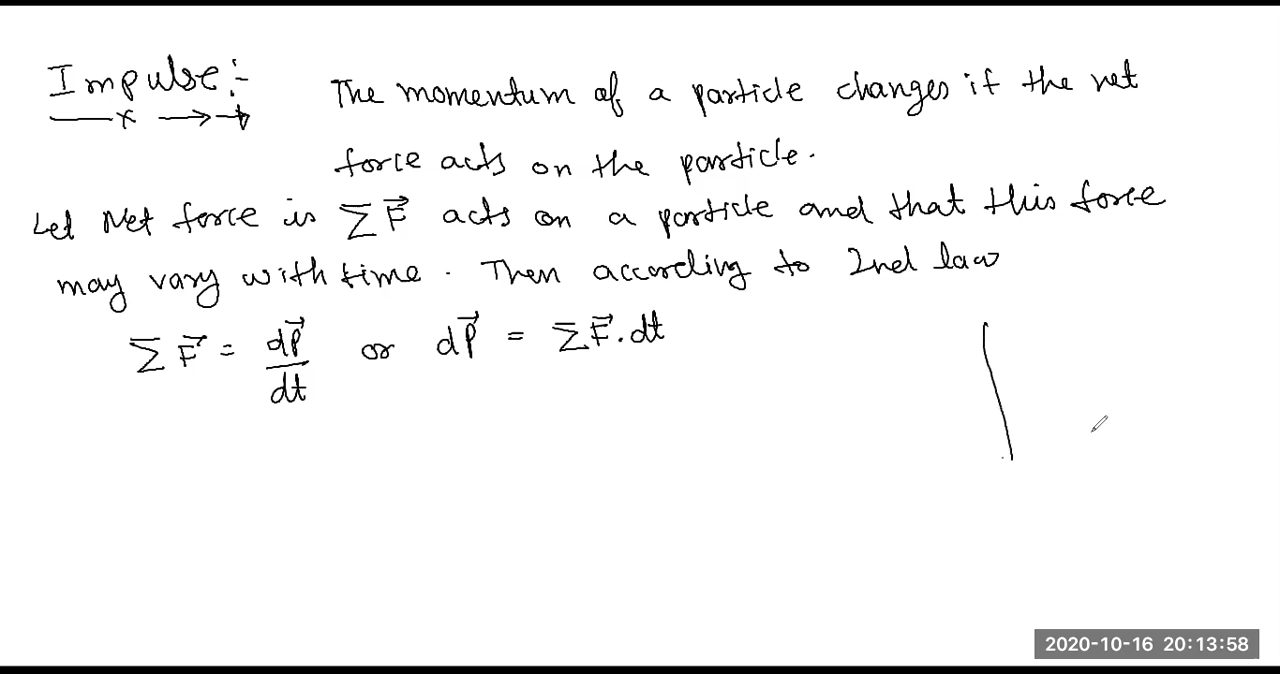 Impulse:-
The momentum of a particle changes if the net
force acts on the particle.
Let Net force is ∑F⃗ acts on a particle and that this force
may vary with time. Then according to 2nd law
∑F⃗ = dP⃗/dt or dP⃗ = ∑F⃗.dt
2020-10-16 20:13:58